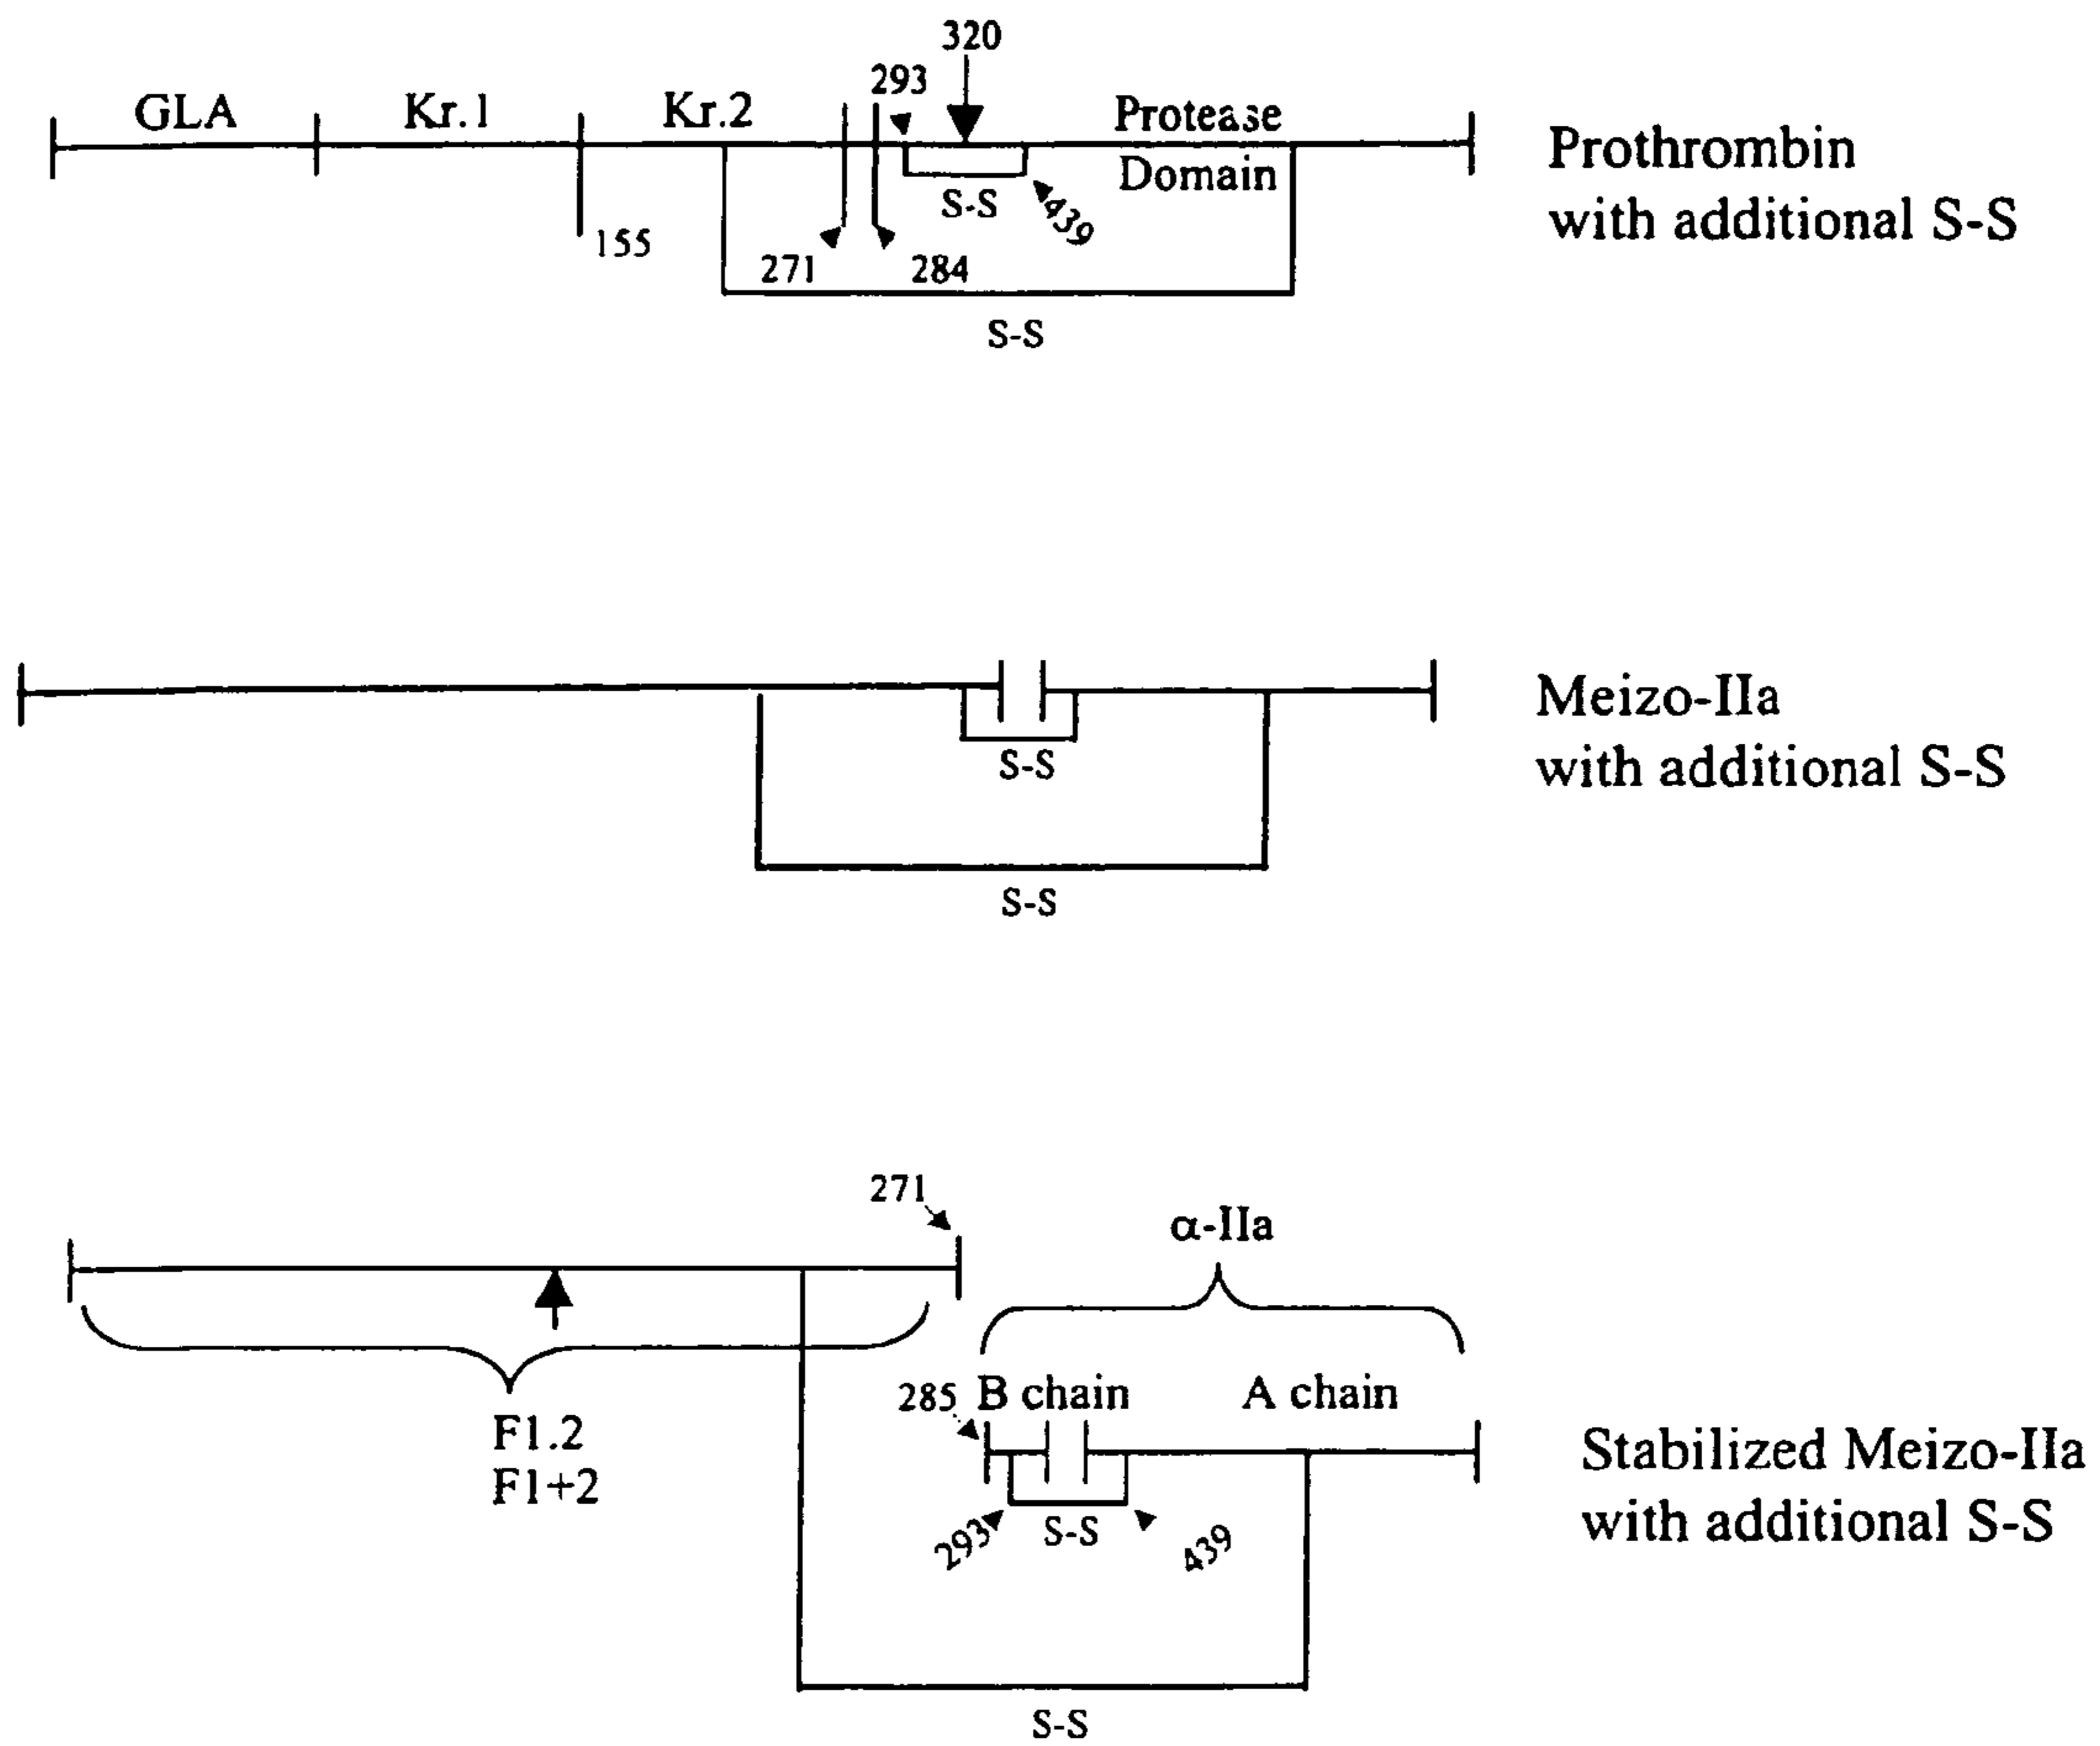 320
293
GLA
Kr.1
Kr.2
Protease
Domain
S-S
439
155
271
284
S-S
Prothrombin
with additional S-S
S-S
S-S
Meizo-IIa
with additional S-S
271
α-IIa
F1.2
F1+2
285
B chain
A chain
293
S-S
439
S-S
Stabilized Meizo-IIa
with additional S-S